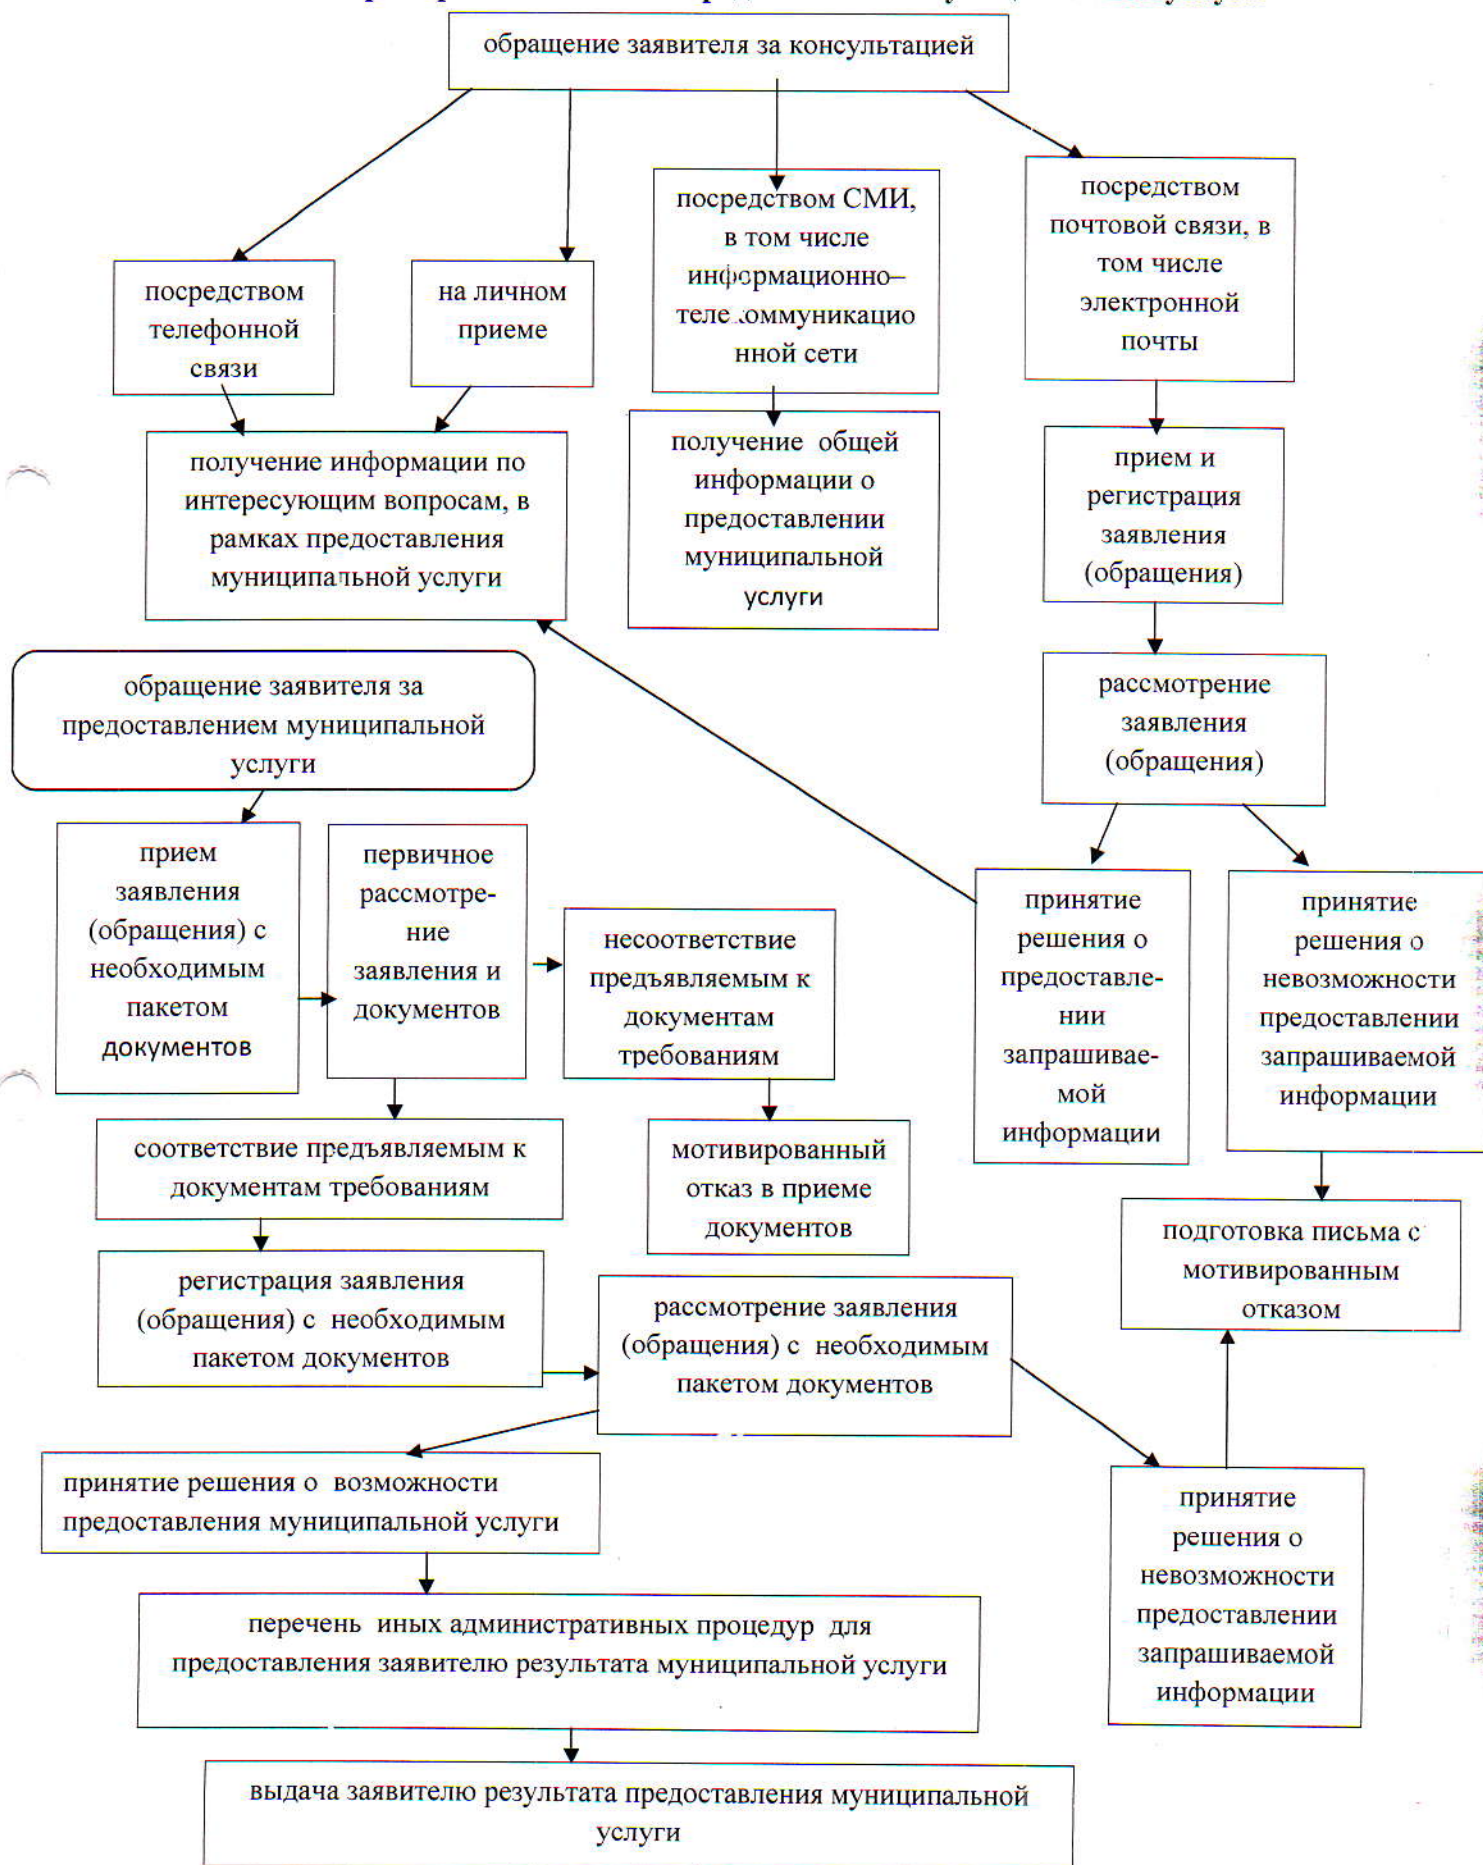 обращение заявителя за консультацией
посредством
телефонной
связи
на личном
приеме
посредством СМИ,
в том числе
информационно–
телекоммуникацио
нной сети
посредством
почтовой связи, в
том числе
электронной
почты
получение информации по
интересующим вопросам, в
рамках предоставления
муниципальной услуги
получение общей
информации о
предоставлении
муниципальной
услуги
прием и
регистрация
заявления
(обращения)
рассмотрение
заявления
(обращения)
обращение заявителя за
предоставлением муниципальной
услуги
прием
заявления
(обращения) с
необходимым
пакетом
документов
первичное
рассмотре-
ние
заявления и
документов
несоответствие
предъявляемым к
документам
требованиям
принятие
решения о
предоставле-
нии
запрашивае-
мой
информации
принятие
решения о
невозможности
предоставлении
запрашиваемой
информации
соответствие предъявляемым к
документам требованиям
мотивированный
отказ в приеме
документов
подготовка письма с
мотивированным
отказом
регистрация заявления
(обращения) с необходимым
пакетом документов
рассмотрение заявления
(обращения) с необходимым
пакетом документов
принятие решения о возможности
предоставления муниципальной услуги
принятие
решения о
невозможности
предоставлении
запрашиваемой
информации
перечень иных административных процедур для
предоставления заявителю результата муниципальной услуги
выдача заявителю результата предоставления муниципальной
услуги